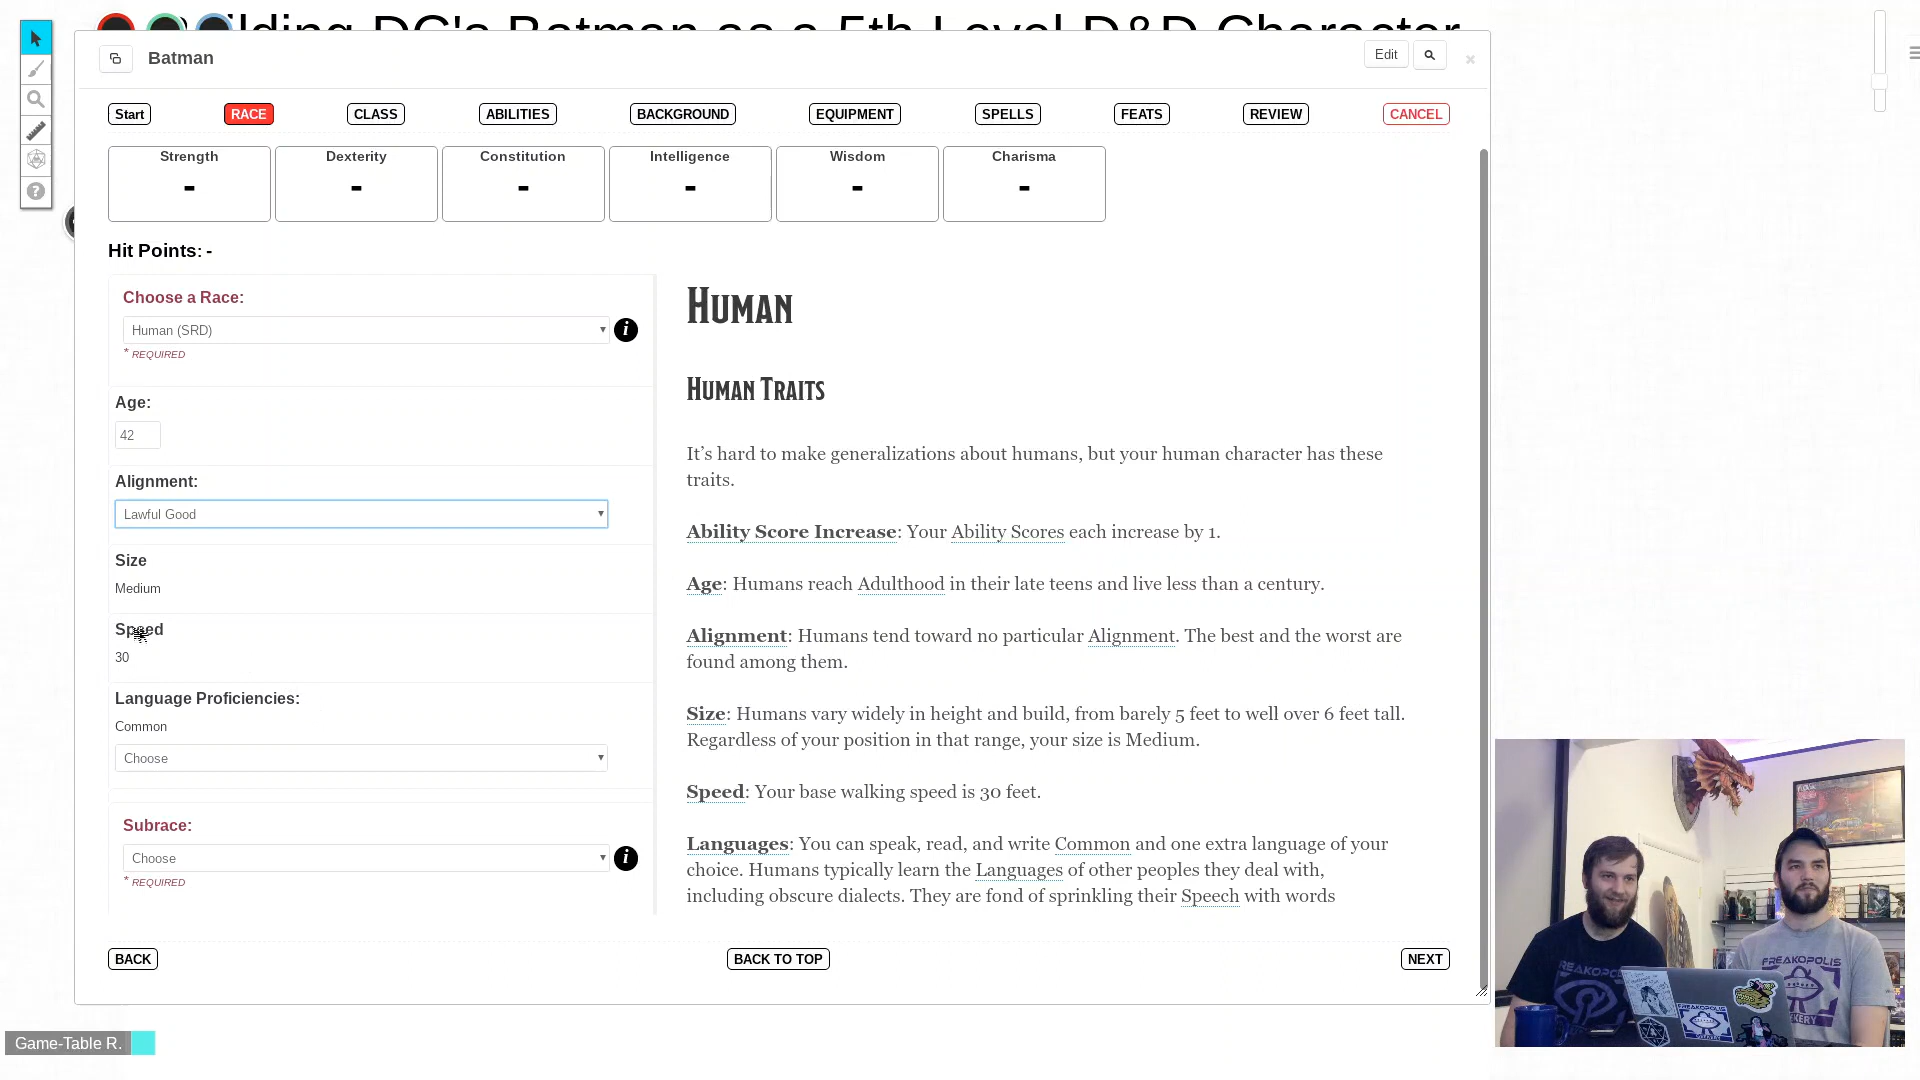 Building DC's Batman as a 5th Level D&D Character
Batman
Edit
Start
RACE
CLASS
ABILITIES
BACKGROUND
EQUIPMENT
SPELLS
FEATS
REVIEW
CANCEL
Strength
-
Dexterity
-
Constitution
-
Intelligence
-
Wisdom
-
Charisma
-
Hit Points: -
Choose a Race:
Human (SRD)
* REQUIRED
Age:
42
Alignment:
Lawful Good
Size
Medium
Speed
30
Language Proficiencies:
Common
Choose
Subrace:
Choose
* REQUIRED
HUMAN
HUMAN TRAITS
It's hard to make generalizations about humans, but your human character has these
traits.
Ability Score Increase: Your Ability Scores each increase by 1.
Age: Humans reach Adulthood in their late teens and live less than a century.
Alignment: Humans tend toward no particular Alignment. The best and the worst are
found among them.
Size: Humans vary widely in height and build, from barely 5 feet to well over 6 feet tall.
Regardless of your position in that range, your size is Medium.
Speed: Your base walking speed is 30 feet.
Languages: You can speak, read, and write Common and one extra language of your
choice. Humans typically learn the Languages of other peoples they deal with,
including obscure dialects. They are fond of sprinkling their Speech with words
BACK
BACK TO TOP
NEXT
Game-Table R.
FREAKOPOLIS